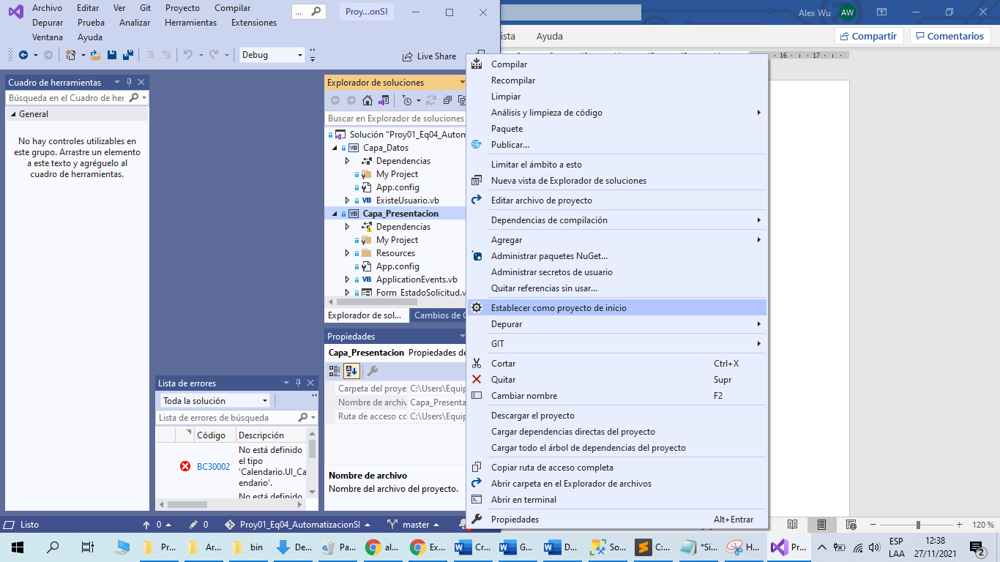 Archivo Editar Ver Git Proyecto Compilar
Depurar Prueba Analizar Herramientas Extensiones
Ventana Ayuda
...
Proy...onSI
Alex Wu AW
ista Ayuda
Compartir Comentarios
Debug
Live Share
16 17
Cuadro de herramientas
Búsqueda en el Cuadro de her
General
No hay controles utilizables en
este grupo. Arrastre un elemento
a este texto y agréguelo al
cuadro de herramientas.
Explorador de soluciones
Buscar en Explorador de soluciones
Solución "Proy01_Eq04_Automa
VB Capa_Datos
Dependencias
My Project
App.config
VB ExisteUsuario.vb
VB Capa_Presentacion
Dependencias
My Project
Resources
App.config
VB ApplicationEvents.vb
Form_EstadoSolicitud.v
Explorador de sol... Cambios de
Propiedades
Capa_Presentacion Propiedades de
Carpeta del proye C:\Users\Equip
Nombre de archiv Capa_Presenta
Ruta de acceso cc C:\Users\Equip
Nombre de archivo
Nombre del archivo del proyecto.
Lista de errores
Toda la solución
Lista de errores de búsqueda
Código Descripción
BC30002
No está definido
el tipo
'Calendario.UI_Ca
endario'.
No está definido
Compilar
Recompilar
Limpiar
Análisis y limpieza de código
Paquete
Publicar...
Limitar el ámbito a esto
Nueva vista de Explorador de soluciones
Editar archivo de proyecto
Dependencias de compilación
Agregar
Administrar paquetes NuGet...
Administrar secretos de usuario
Quitar referencias sin usar...
Establecer como proyecto de inicio
Depurar
GIT
Cortar Ctrl+X
Quitar Supr
Cambiar nombre F2
Descargar el proyecto
Cargar dependencias directas del proyecto
Cargar todo el árbol de dependencias del proyecto
Copiar ruta de acceso completa
Abrir carpeta en el Explorador de archivos
Abrir en terminal
Propiedades Alt+Entrar
Listo 0 0 Proy01_Eq04_AutomatizacionSI master
120 %
Pr... Ar... bin De... Pa... al... Ex... Cr... G... D... So... C:... *Si... H... Pr...
ESP
LAA
12:38
27/11/2021
2